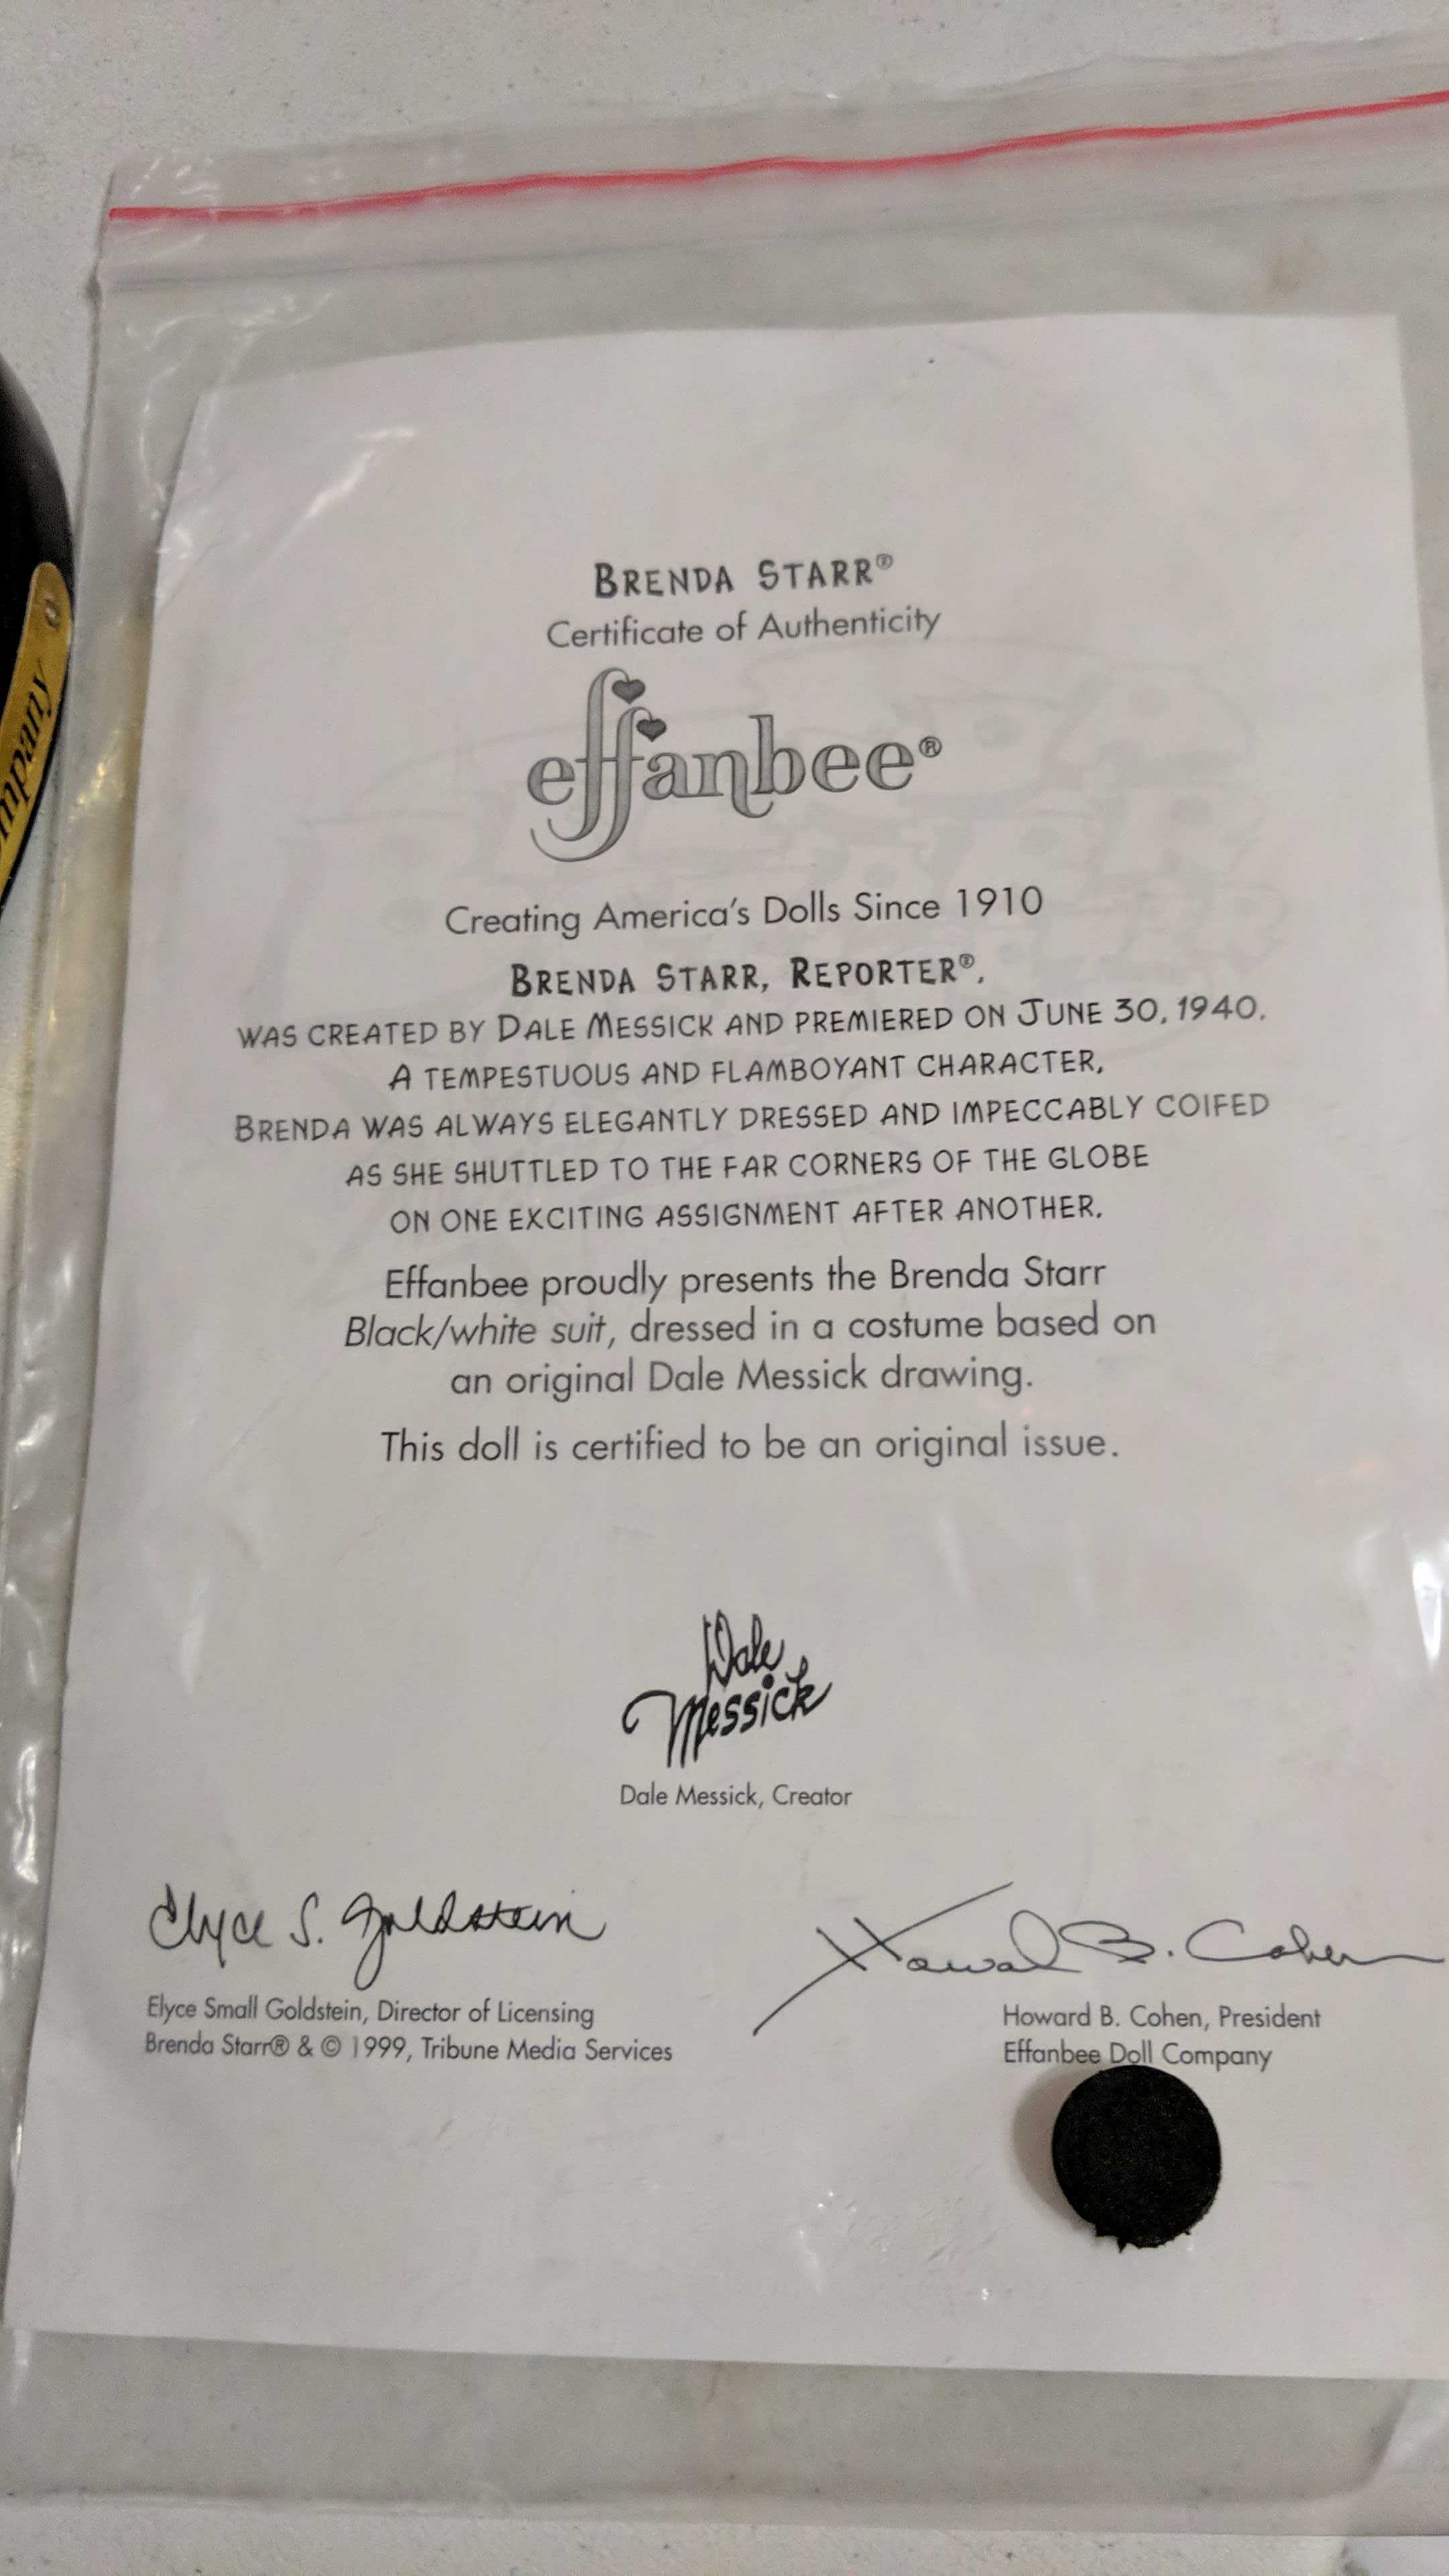 BRENDA STARR®
Certificate of Authenticity
effanbee®
Creating America's Dolls Since 1910
BRENDA STARR, REPORTER®,
WAS CREATED BY DALE MESSICK AND PREMIERED ON JUNE 30, 1940.
A TEMPESTUOUS AND FLAMBOYANT CHARACTER,
BRENDA WAS ALWAYS ELEGANTLY DRESSED AND IMPECCABLY COIFED
AS SHE SHUTTLED TO THE FAR CORNERS OF THE GLOBE
ON ONE EXCITING ASSIGNMENT AFTER ANOTHER.
Effanbee proudly presents the Brenda Starr
Black/white suit, dressed in a costume based on
an original Dale Messick drawing.
This doll is certified to be an original issue.
Dale
Messick
Dale Messick, Creator
Elyce S. Goldstein
Elyce Small Goldstein, Director of Licensing
Brenda Starr® & © 1999, Tribune Media Services
Howard B. Cohen
Howard B. Cohen, President
Effanbee Doll Company